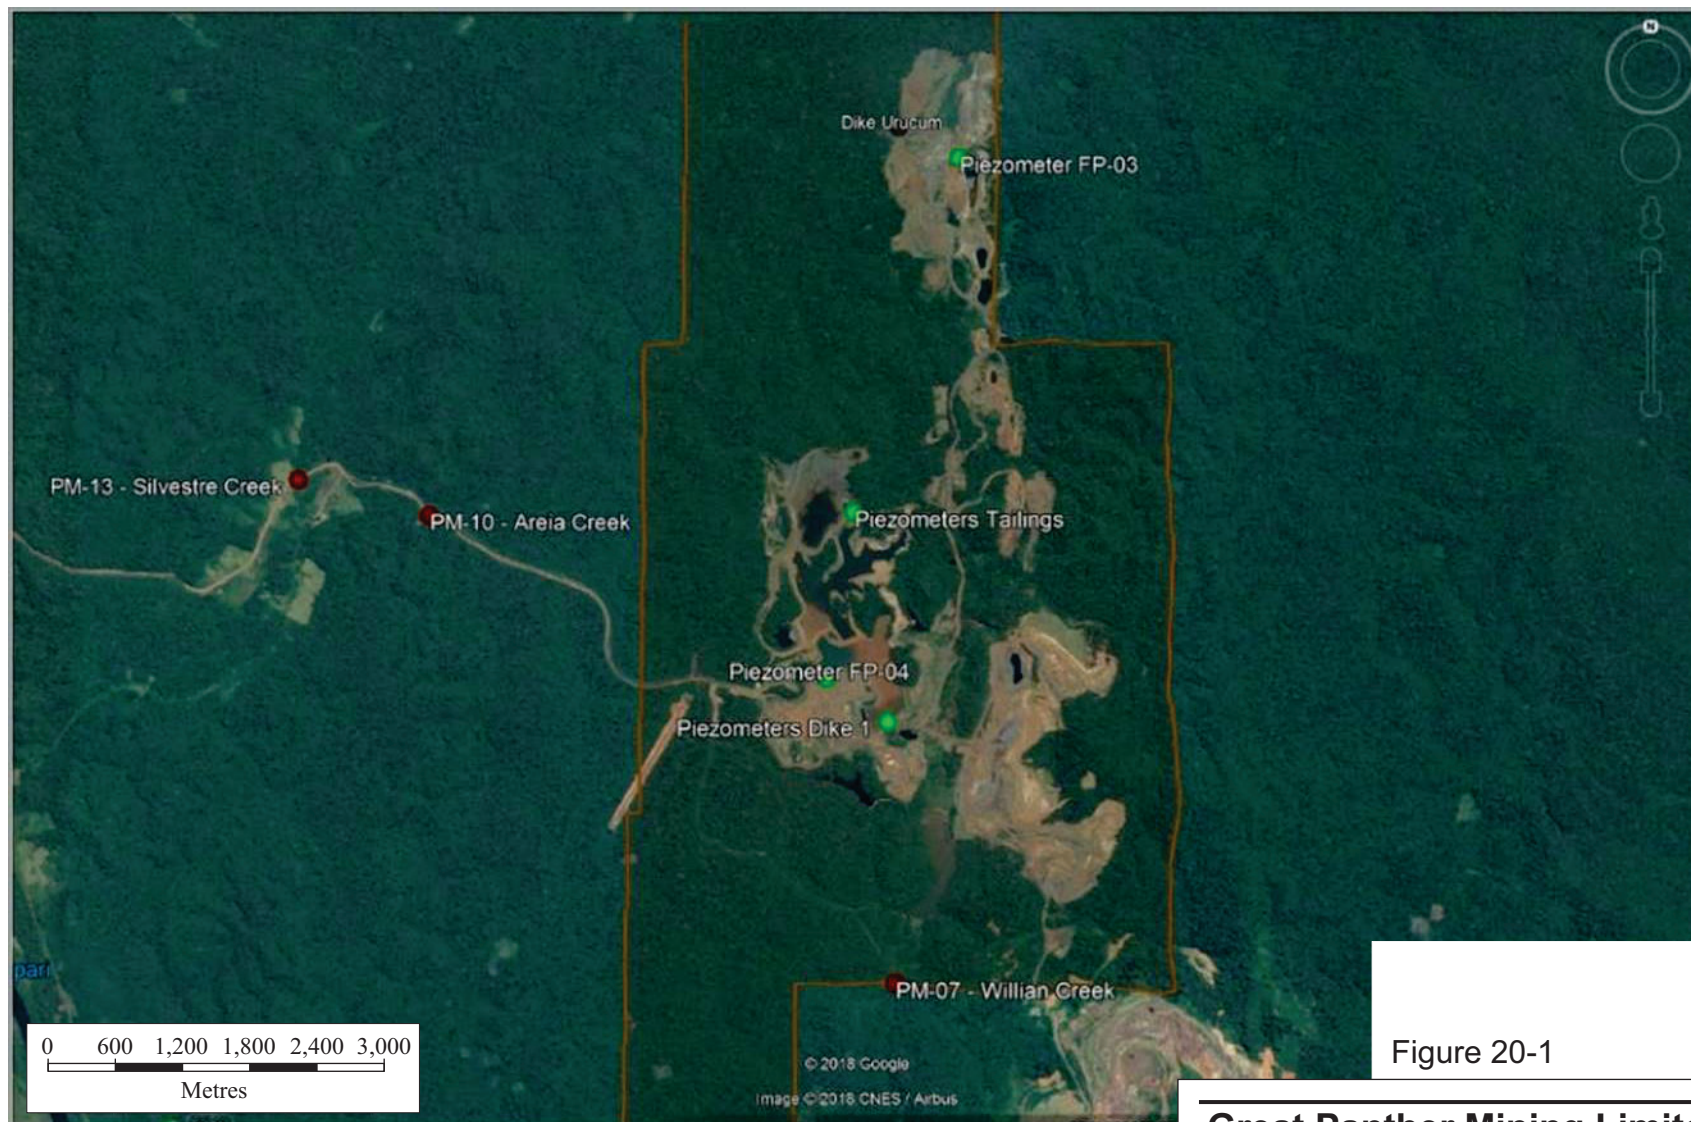 N
Dike Urucum
Piezometer FP-03
PM-13 - Silvestre Creek
PM-10 - Areia Creek
Piezometers Tailings
Piezometer FP-04
Piezometers Dike 1
pari
PM-07 - Willian Creek
0 600 1,200 1,800 2,400 3,000
Metres
© 2018 Google
Image © 2018 CNES / Airbus
Figure 20-1